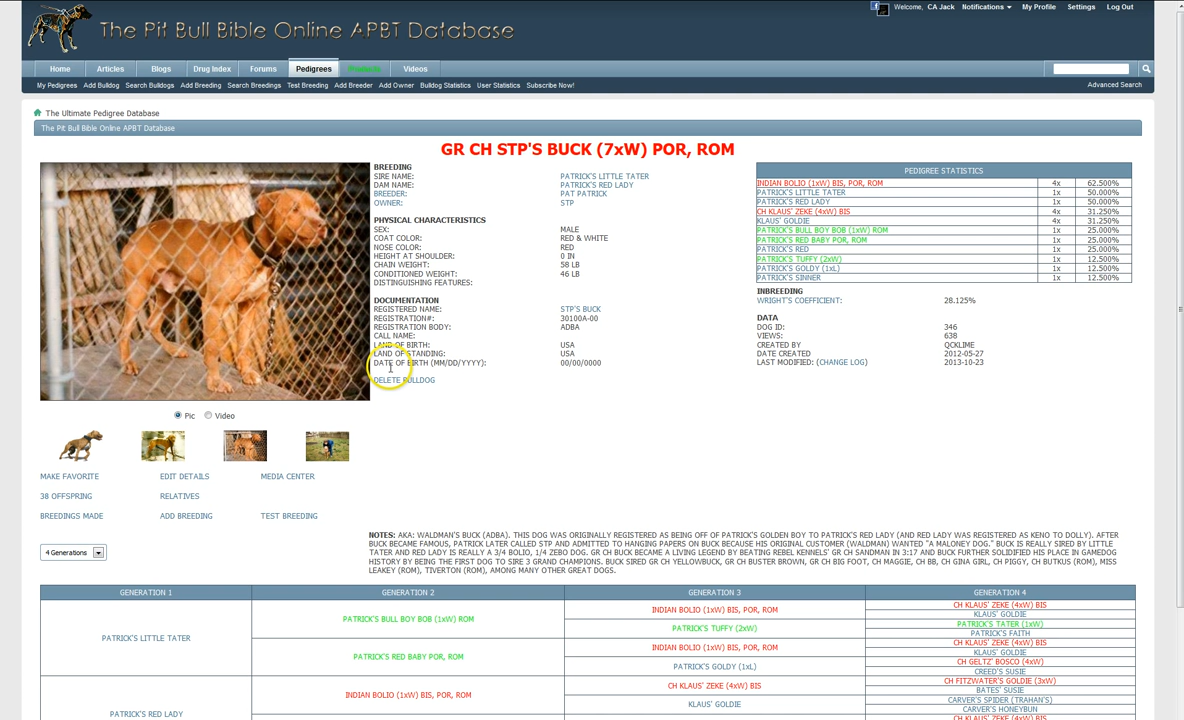 Welcome, CA Jack Notifications My Profile Settings Log Out
The Pit Bull Bible Online APBT Database
Home Articles Blogs Drug Index Forums Pedigrees Products Videos
My Pedigrees Add Bulldog Search Bulldogs Add Breeding Search Breedings Test Breeding Add Breeder Add Owner Bulldog Statistics User Statistics Subscribe Now! Advanced Search
The Ultimate Pedigree Database
The Pit Bull Bible Online APBT Database
GR CH STP'S BUCK (7xW) POR, ROM
BREEDING
SIRE NAME: PATRICK'S LITTLE TATER
DAM NAME: PATRICK'S RED LADY
BREEDER: PAT PATRICK
OWNER: STP
PHYSICAL CHARACTERISTICS
SEX: MALE
COAT COLOR: RED & WHITE
NOSE COLOR: RED
HEIGHT AT SHOULDER: 0 IN
CHAIN WEIGHT: 58 LB
CONDITIONED WEIGHT: 46 LB
DISTINGUISHING FEATURES:
DOCUMENTATION
REGISTERED NAME: STP'S BUCK
REGISTRATION#: 30100A-00
REGISTRATION BODY: ADBA
CALL NAME:
LAND OF BIRTH: USA
LAND OF STANDING: USA
DATE OF BIRTH (MM/DD/YYYY): 00/00/0000
DELETE BULLDOG
PEDIGREE STATISTICS
INDIAN BOLIO (1xW) BIS, POR, ROM 4x 62.500%
PATRICK'S LITTLE TATER 1x 50.000%
PATRICK'S RED LADY 1x 50.000%
CH KLAUS' ZEKE (4xW) BIS 4x 31.250%
KLAUS' GOLDIE 4x 31.250%
PATRICK'S BULL BOY BOB (1xW) ROM 1x 25.000%
PATRICK'S RED BABY POR, ROM 1x 25.000%
PATRICK'S RED 1x 25.000%
PATRICK'S TUFFY (2xW) 1x 12.500%
PATRICK'S GOLDY (1xL) 1x 12.500%
PATRICK'S SINNER 1x 12.500%
INBREEDING
WRIGHT'S COEFFICIENT: 28.125%
DATA
DOG ID: 346
VIEWS: 638
CREATED BY QCKLIME
DATE CREATED 2012-05-27
LAST MODIFIED: (CHANGE LOG) 2013-10-23
Pic Video
MAKE FAVORITE EDIT DETAILS MEDIA CENTER
38 OFFSPRING RELATIVES
BREEDINGS MADE ADD BREEDING TEST BREEDING
4 Generations
NOTES: AKA: WALDMAN'S BUCK (ADBA). THIS DOG WAS ORIGINALLY REGISTERED AS BEING OFF OF PATRICK'S GOLDEN BOY TO PATRICK'S RED LADY (AND RED LADY WAS REGISTERED AS KENO TO DOLLY). AFTER
BUCK BECAME FAMOUS, PATRICK LATER CALLED STP AND ADMITTED TO HANGING PAPERS ON BUCK BECAUSE HIS ORIGINAL CUSTOMER (WALDMAN) WANTED "A MALONEY DOG." BUCK IS REALLY SIRED BY LITTLE
TATER AND RED LADY IS REALLY A 3/4 BOLIO, 1/4 ZEBO DOG. GR CH BUCK BECAME A LIVING LEGEND BY BEATING REBEL KENNELS' GR CH SANDMAN IN 3:17 AND BUCK FURTHER SOLIDIFIED HIS PLACE IN GAMEDOG
HISTORY BY BEING THE FIRST DOG TO SIRE 3 GRAND CHAMPIONS. BUCK SIRED GR CH YELLOWBUCK, GR CH BUSTER BROWN, GR CH BIG FOOT, CH MAGGIE, CH BB, CH GINA GIRL, CH PIGGY, CH BUTKUS (ROM), MISS
LEAKEY (ROM), TIVERTON (ROM), AMONG MANY OTHER GREAT DOGS.
GENERATION 1 GENERATION 2 GENERATION 3 GENERATION 4
PATRICK'S LITTLE TATER
PATRICK'S RED LADY
PATRICK'S BULL BOY BOB (1xW) ROM
PATRICK'S RED BABY POR, ROM
INDIAN BOLIO (1xW) BIS, POR, ROM
INDIAN BOLIO (1xW) BIS, POR, ROM
PATRICK'S TUFFY (2xW)
INDIAN BOLIO (1xW) BIS, POR, ROM
PATRICK'S GOLDY (1xL)
CH KLAUS' ZEKE (4xW) BIS
KLAUS' GOLDIE
CH KLAUS' ZEKE (4xW) BIS
KLAUS' GOLDIE
PATRICK'S TATER (1xW)
PATRICK'S FAITH
CH KLAUS' ZEKE (4xW) BIS
KLAUS' GOLDIE
CH GELTZ' BOSCO (4xW)
CREED'S SUSIE
CH FITZWATER'S GOLDIE (3xW)
BATES' SUSIE
CARVER'S SPIDER (TRAHAN'S)
CARVER'S HONEYBUN
CH KLAUS' ZEKE (4xW) BIS